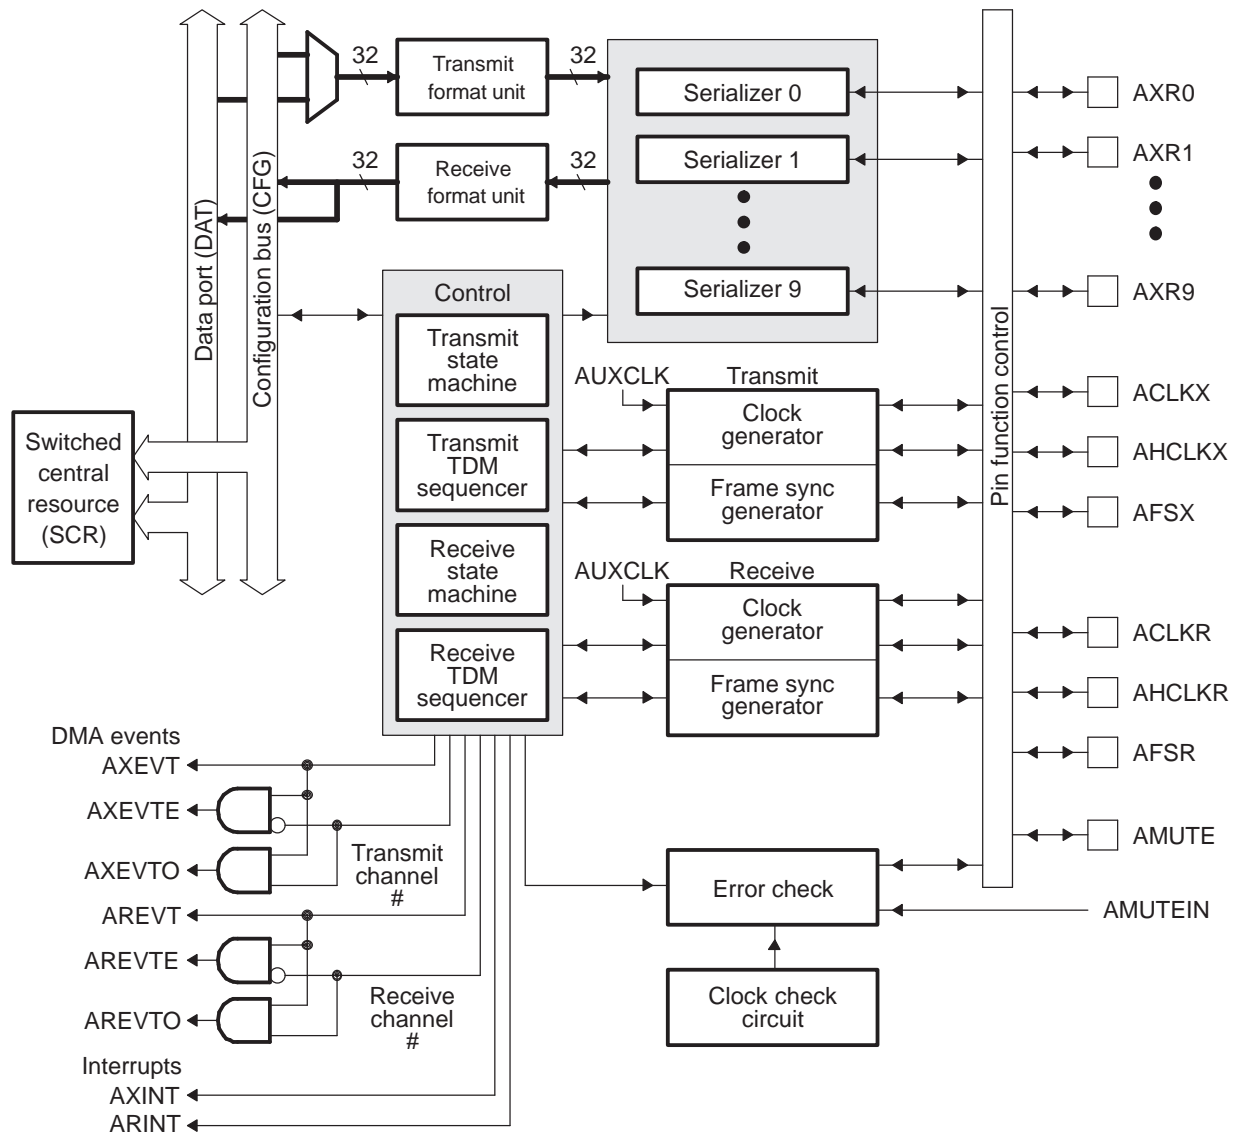 32
Transmit
format unit
32
Serializer 0
AXR0
Serializer 1
AXR1
32
Receive
format unit
32
Serializer 9
AXR9
Data port (DAT)
Configuration bus (CFG)
Pin function control
Control
Transmit
state
machine
Transmit
TDM
sequencer
Receive
state
machine
Receive
TDM
sequencer
Switched
central
resource
(SCR)
AUXCLK
Transmit
Clock
generator
Frame sync
generator
ACLKX
AHCLKX
AFSX
AUXCLK
Receive
Clock
generator
Frame sync
generator
ACLKR
AHCLKR
AFSR
DMA events
AXEVT
AXEVTE
AXEVTO
Transmit
channel
#
AREVT
AREVTE
AREVTO
Receive
channel
#
Interrupts
AXINT
ARINT
Error check
AMUTE
AMUTEIN
Clock check
circuit